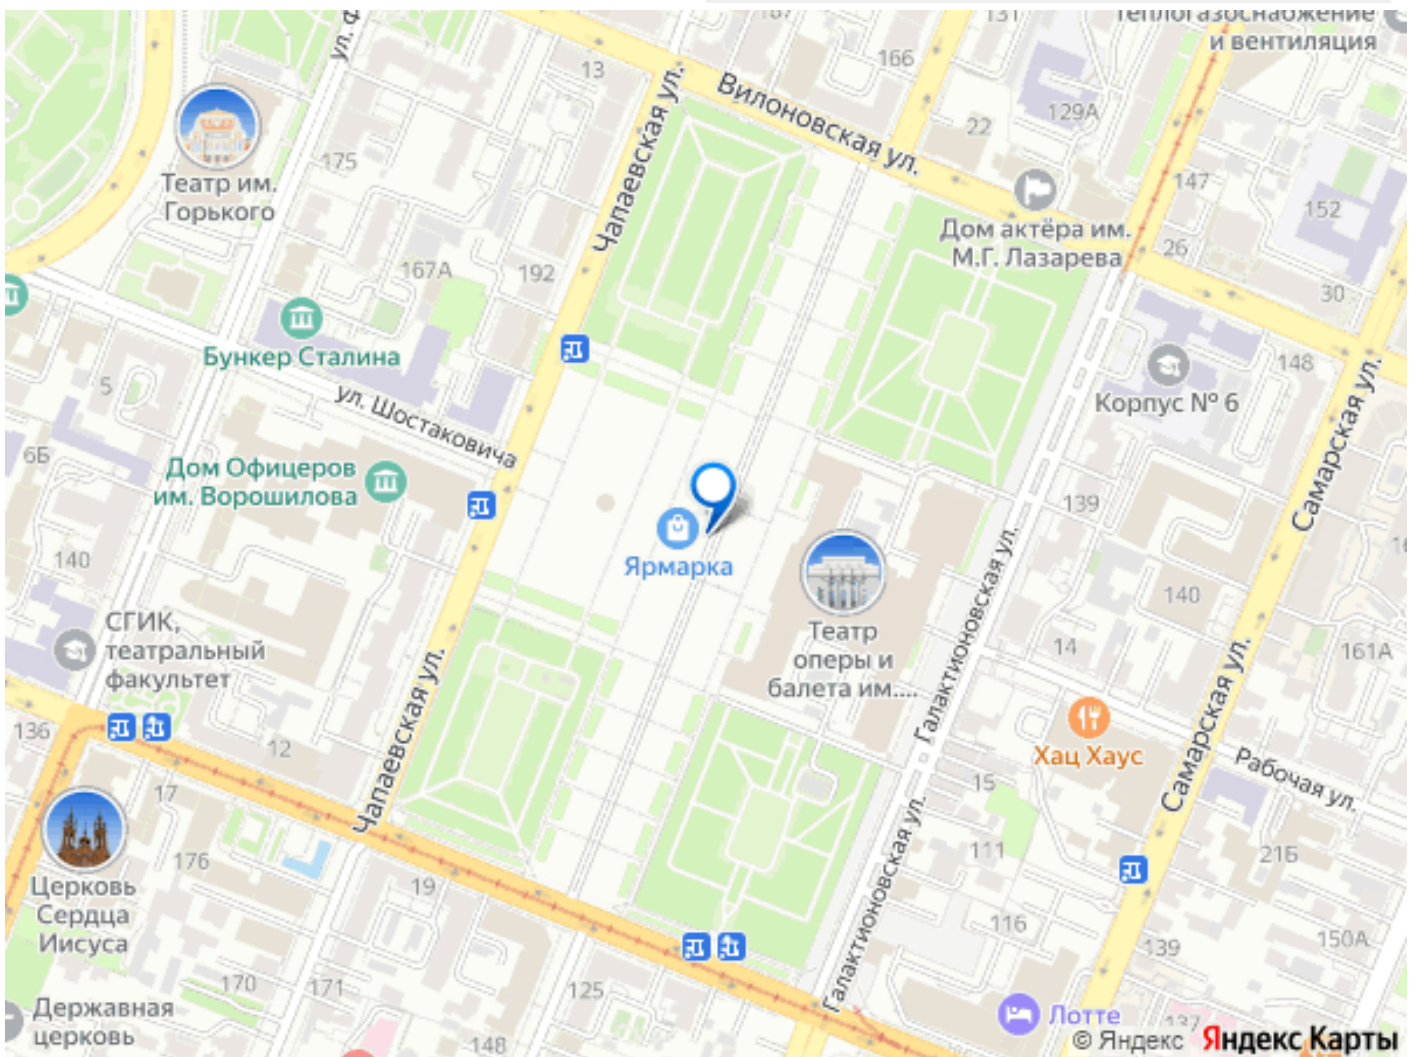 187
131
Теплогазоснабжение
и вентиляция
ул. Ф
13
166
Чапаевская ул.
Вилоновская ул.
22
129А
Театр им.
Горького
175
147
152
Дом актёра им.
М.Г. Лазарева
26
167А
192
30
Бункер Сталина
5
ул. Шостаковича
148
Корпус № 6
Самарская ул.
6Б
Дом Офицеров
им. Ворошилова
139
Ярмарка
Галактионовская ул.
140
140
СГИК,
театральный
факультет
Театр
оперы и
балета им....
14
161А
Чапаевская ул.
136
12
Хац Хаус
Самарская ул.
Рабочая ул.
17
15
176
19
111
21Б
Церковь
Сердца
Иисуса
Галактионовская ул.
116
139
150А
170
171
125
Державная
церковь
148
Лотте
137
© Яндекс Яндекс Карты